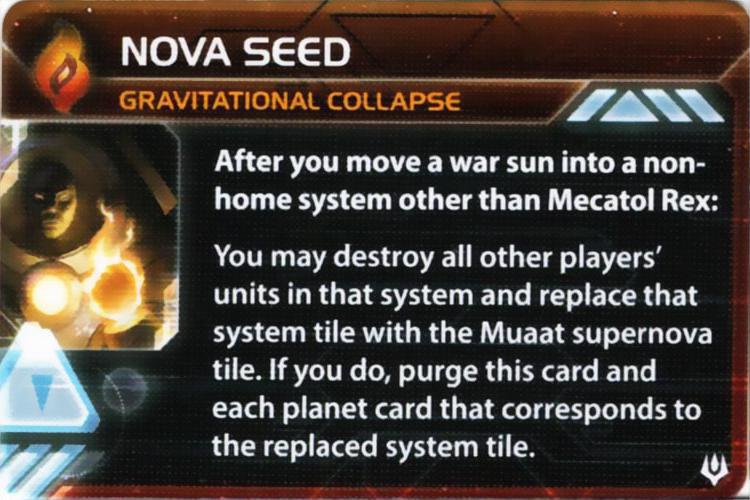 NOVA SEED
GRAVITATIONAL COLLAPSE
After you move a war sun into a non-
home system other than Mecatol Rex:
You may destroy all other players’
units in that system and replace that
system tile with the Muaat supernova
tile. If you do, purge this card and
each planet card that corresponds to
the replaced system tile.